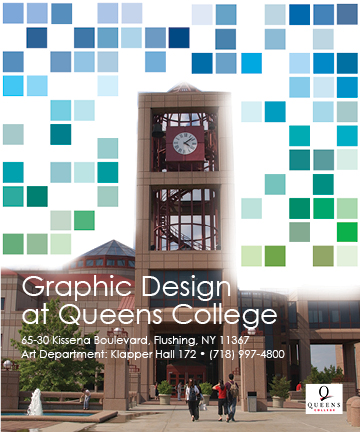 Graphic Design
at Queens College
65-30 Kissena Boulevard, Flushing, NY 11367
Art Department: Klapper Hall 172 • (718) 997-4800
QUEENS
COLLEGE